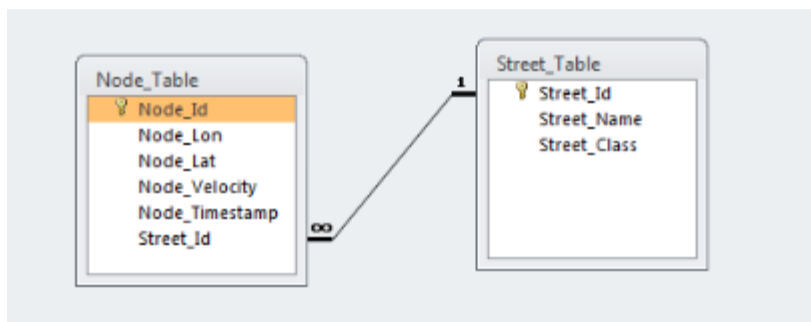 Node_Table
Node_Id
Node_Lon
Node_Lat
Node_Velocity
Node_Timestamp
Street_Id
∞
1
Street_Table
Street_Id
Street_Name
Street_Class